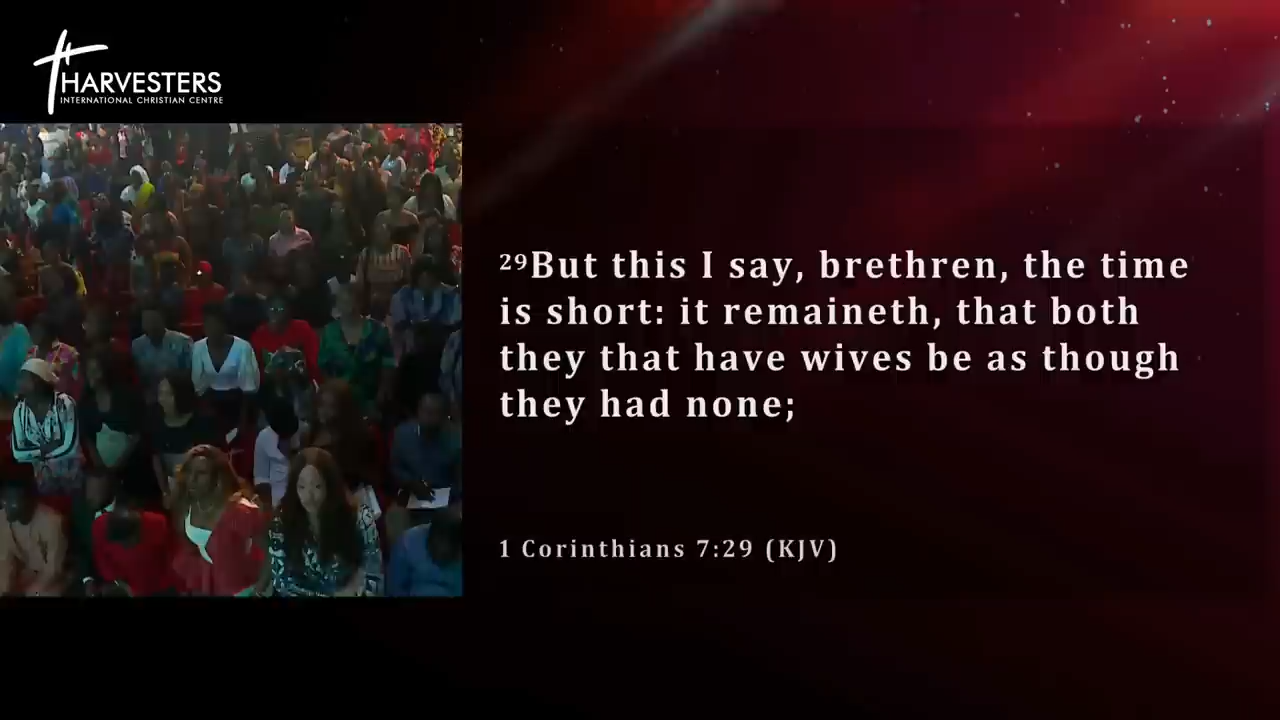 HARVESTERS
INTERNATIONAL CHRISTIAN CENTRE
29But this I say, brethren, the time
is short: it remaineth, that both
they that have wives be as though
they had none;
1 Corinthians 7:29 (KJV)